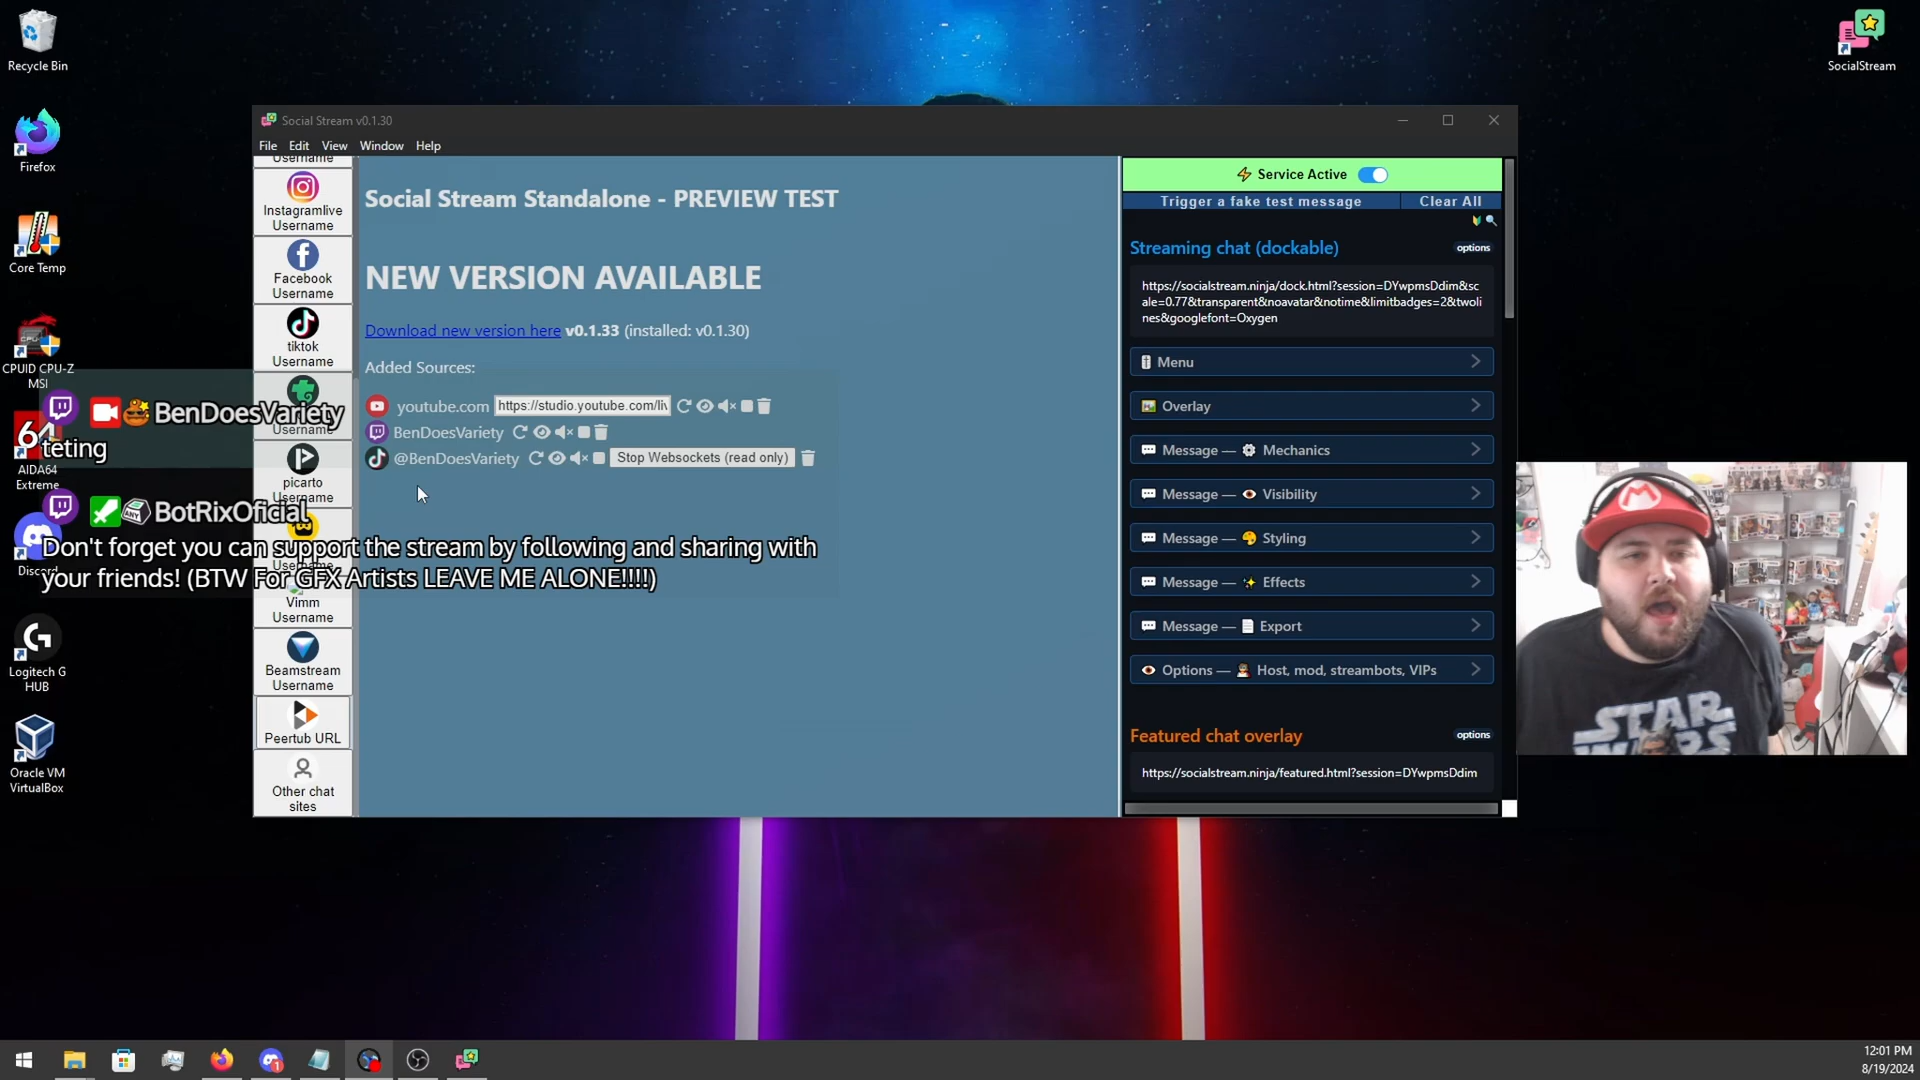 Recycle Bin
Firefox
Core Temp
CPUID CPU-Z
MSI
64
AIDA64
Extreme
Logitech G
HUB
Oracle VM
VirtualBox
SocialStream
Social Stream v0.1.30
File Edit View Window Help
Username
Instagramlive
Username
Facebook
Username
tiktok
Username
picarto
Username
Vimm
Username
Beamstream
Username
Peertub URL
Other chat
sites
Social Stream Standalone - PREVIEW TEST
NEW VERSION AVAILABLE
Download new version here v0.1.33 (installed: v0.1.30)
Added Sources:
youtube.com https://studio.youtube.com/liv
BenDoesVariety
@BenDoesVariety Stop Websockets (read only)
BenDoesVariety
teting
ANY BotRixOficial
Don't forget you can support the stream by following and sharing with
your friends! (BTW For GFX Artists LEAVE ME ALONE!!!!)
Service Active
Trigger a fake test message Clear All
Streaming chat (dockable) options
https://socialstream.ninja/dock.html?session=DYwpmsDdim&sc
ale=0.77&transparent&noavatar&notime&limitbadges=2&twoli
nes&googlefont=Oxygen
Menu
Overlay
Message — Mechanics
Message — Visibility
Message — Styling
Message — Effects
Message — Export
Options — Host, mod, streambots, VIPs
Featured chat overlay options
https://socialstream.ninja/featured.html?session=DYwpmsDdim
STAR
12:01 PM
8/19/2024